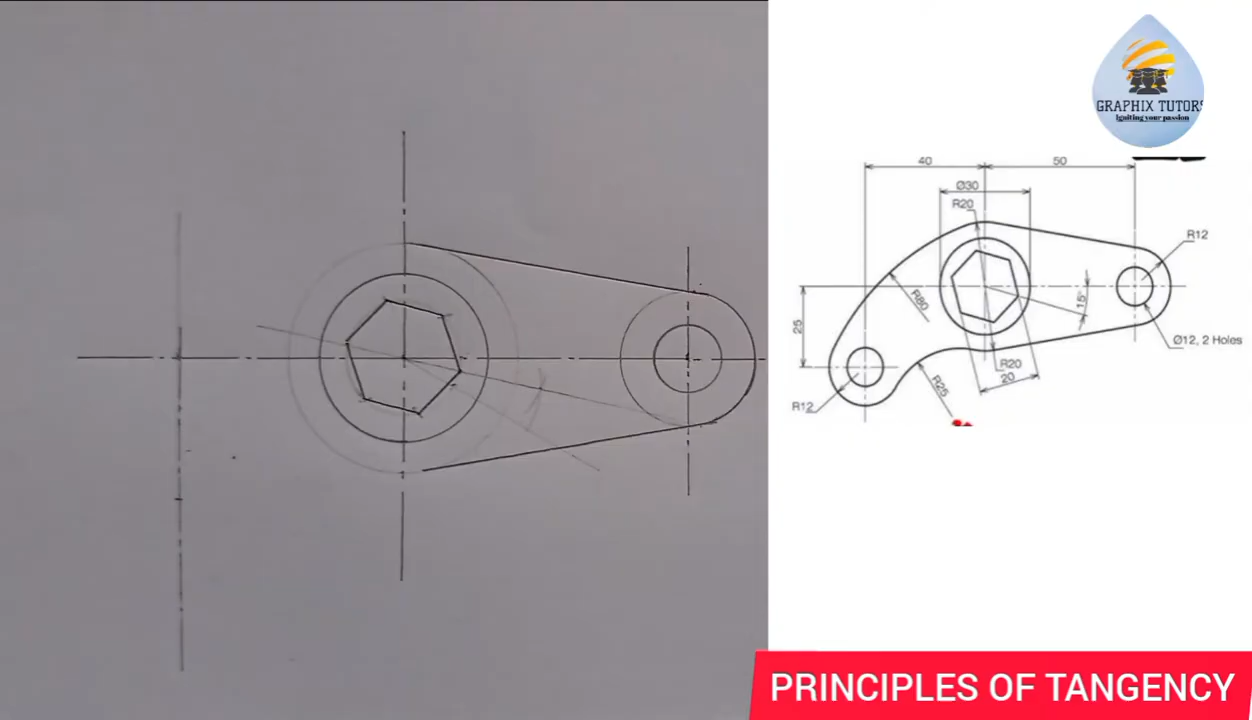 GRAPHIX TUTORS
Igniting your passion
40
50
Ø30
R20
R12
R80
15°
25
Ø12, 2 Holes
R20
20
R25
R12
PRINCIPLES OF TANGENCY